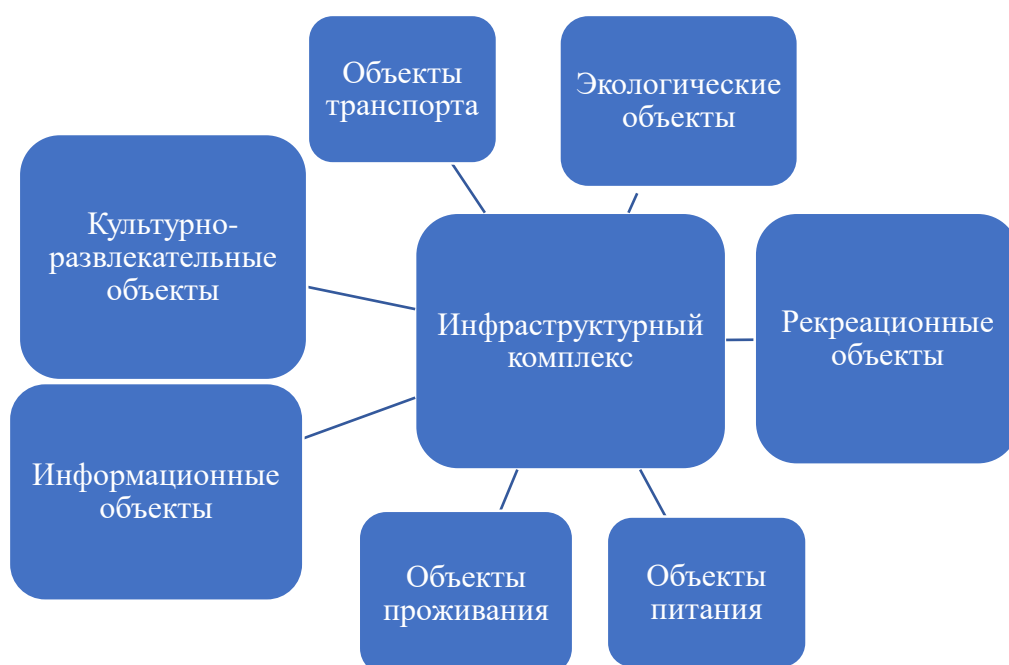 Объекты
транспорта
Экологические
объекты
Культурно-
развлекательные
объекты
Инфраструктурный
комплекс
Рекреационные
объекты
Информационные
объекты
Объекты
проживания
Объекты
питания